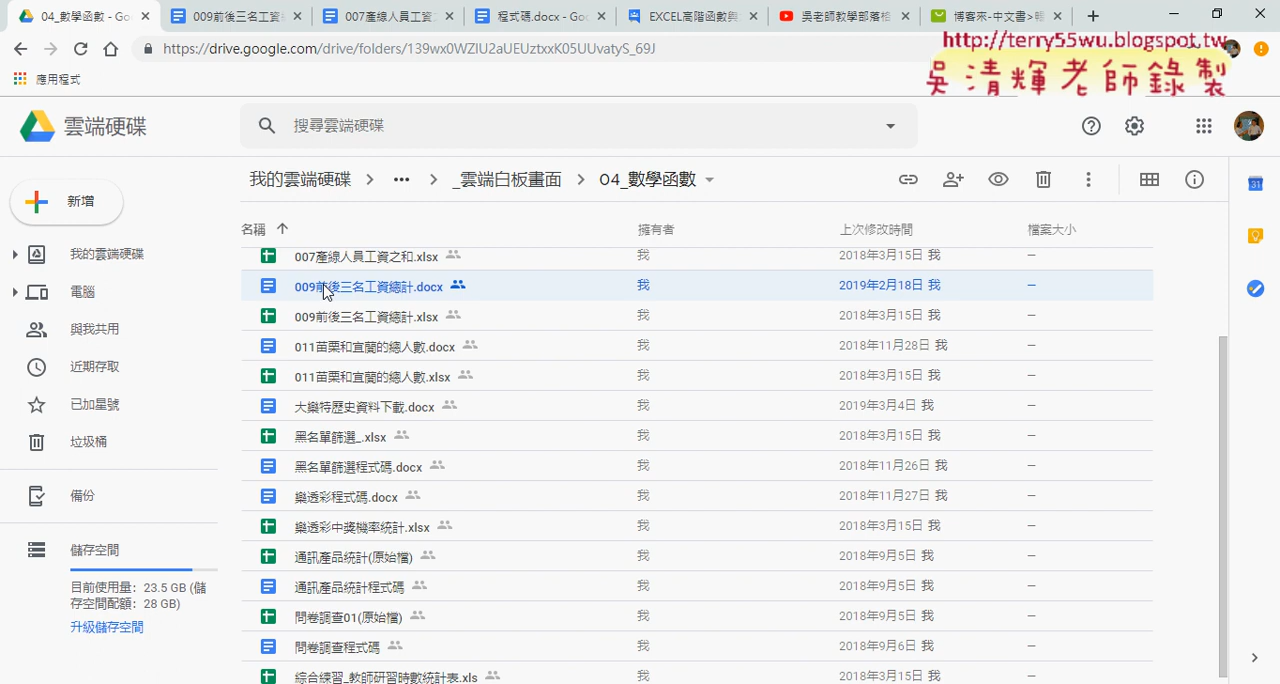 04_數學函數 - Go
009前後三名工資
007產線人員工資
程式碼.docx - Goo
EXCEL高階函數與
吳老師教學部落格
博客來-中文書>暢
https://drive.google.com/drive/folders/139wx0WZIU2aUEUztxxK05UUvatyS_69J
http://terry55wu.blogspot.tw
吳清輝老師錄製
應用程式
雲端硬碟
搜尋雲端硬碟
新增
我的雲端硬碟
_雲端白板畫面
04_數學函數
名稱
擁有者
上次修改時間
檔案大小
007產線人員工資之和.xlsx 我 2018年3月15日 我 —
009前後三名工資總計.docx 我 2019年2月18日 我 —
009前後三名工資總計.xlsx 我 2018年3月15日 我 —
011苗栗和宜蘭的總人數.docx 我 2018年11月28日 我 —
011苗栗和宜蘭的總人數.xlsx 我 2018年3月15日 我 —
大樂特歷史資料下載.docx 我 2019年3月4日 我 —
黑名單篩選_.xlsx 我 2018年3月15日 我 —
黑名單篩選程式碼.docx 我 2018年11月26日 我 —
樂透彩程式碼.docx 我 2018年11月27日 我 —
樂透彩中獎機率統計.xlsx 我 2018年3月15日 我 —
通訊產品統計(原始檔) 我 2018年9月5日 我 —
通訊產品統計程式碼 我 2018年9月5日 我 —
問卷調查01(原始檔) 我 2018年9月5日 我 —
問卷調查程式碼 我 2018年9月6日 我 —
綜合練習_教師研習時數統計表.xls 我 2018年3月15日 我 —
我的雲端硬碟
電腦
與我共用
近期存取
已加星號
垃圾桶
備份
儲存空間
目前使用量：23.5 GB (儲
存空間配額：28 GB)
升級儲存空間
31